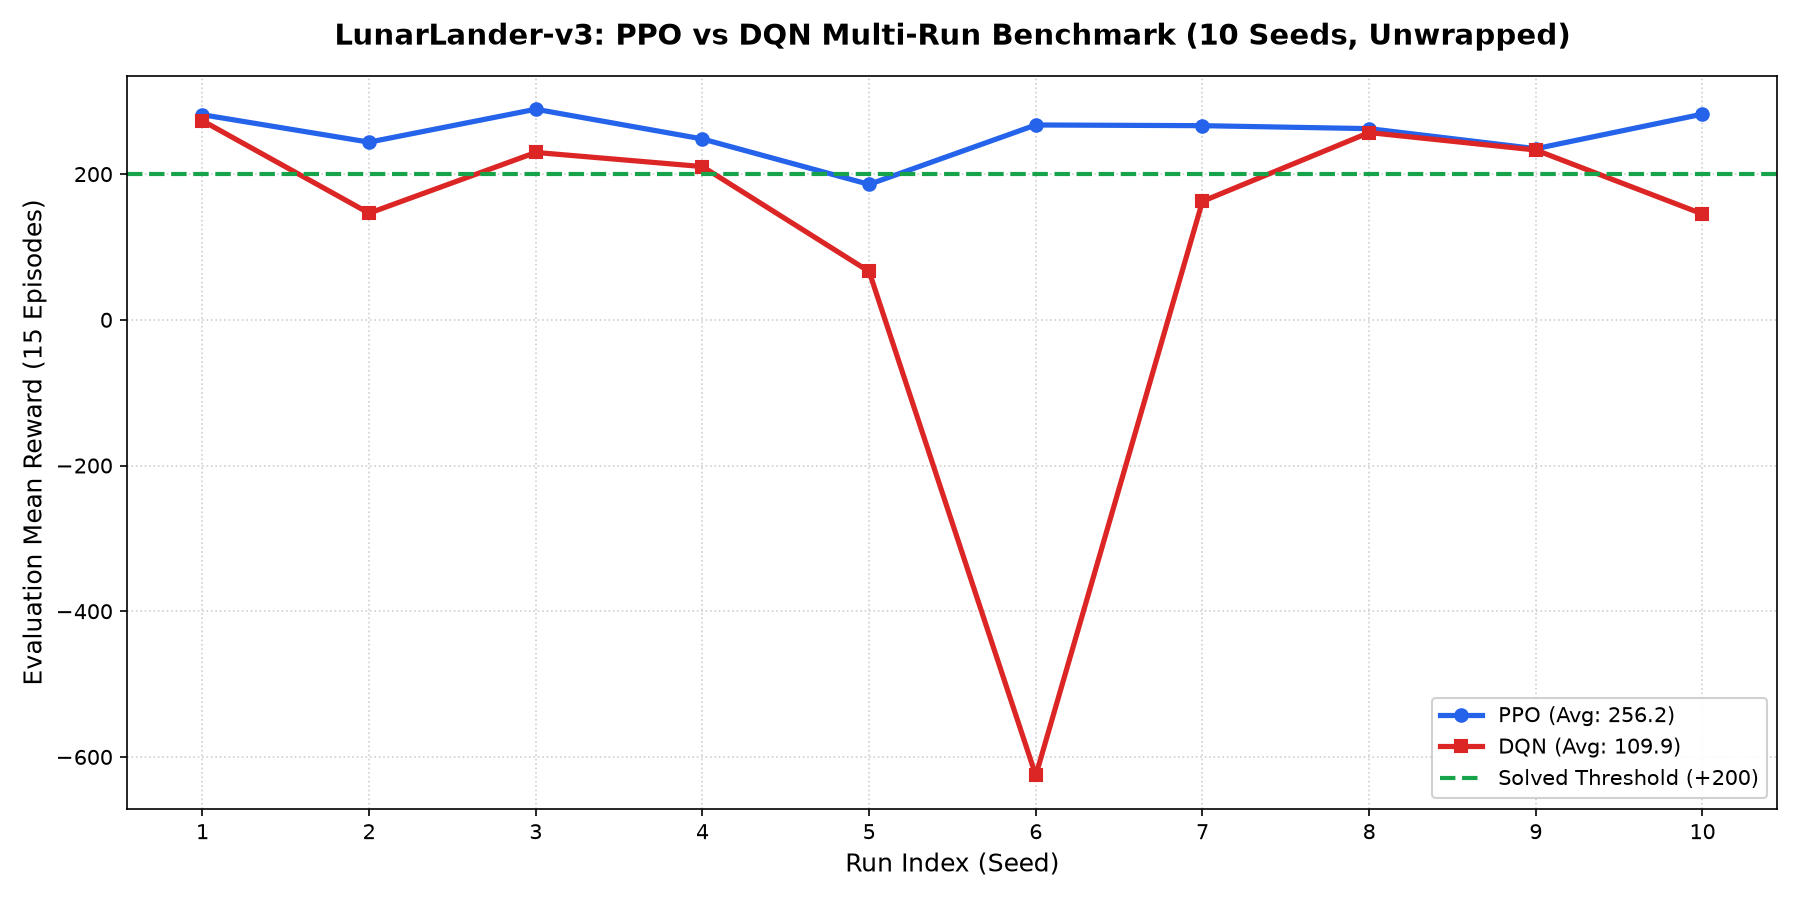 LunarLander-v3: PPO vs DQN Multi-Run Benchmark (10 Seeds, Unwrapped)
Evaluation Mean Reward (15 Episodes)
200
0
−200
−400
−600
PPO (Avg: 256.2)
DQN (Avg: 109.9)
Solved Threshold (+200)
1 2 3 4 5 6 7 8 9 10
Run Index (Seed)